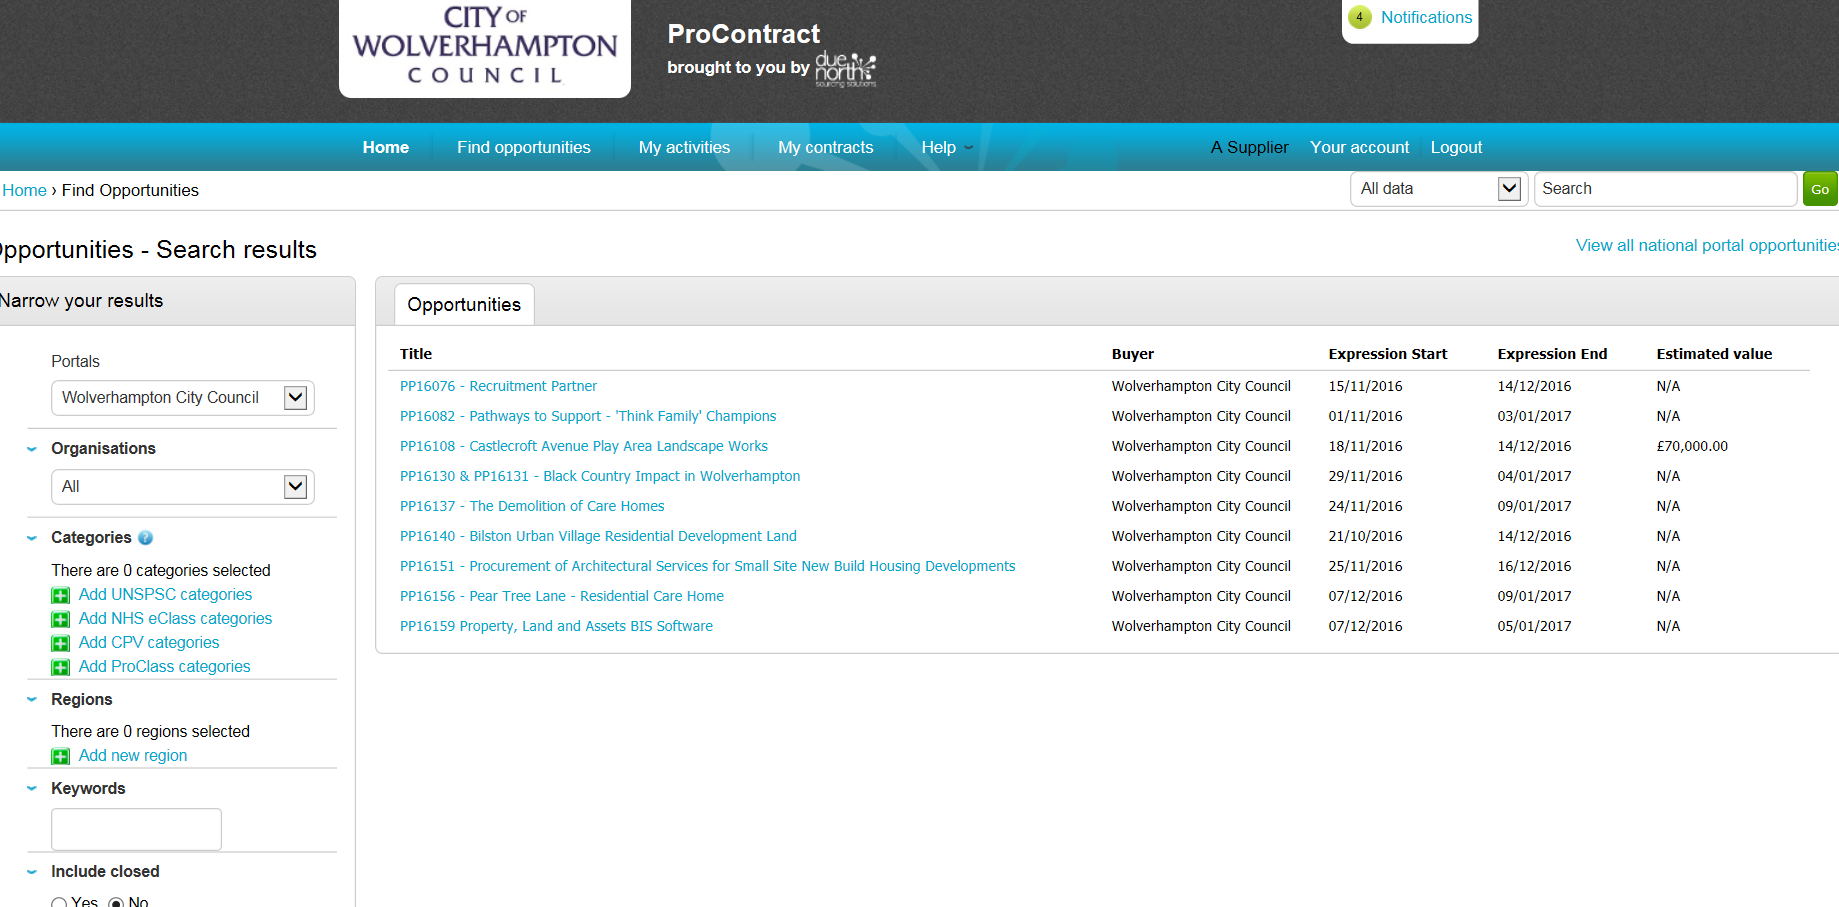 CITY OF
WOLVERHAMPTON
COUNCIL
ProContract
brought to you by due north sourcing solutions
4 Notifications
Home Find opportunities My activities My contracts Help A Supplier Your account Logout
Home › Find Opportunities All data Search Go
Opportunities - Search results View all national portal opportunities
Narrow your results
Portals
Wolverhampton City Council
Organisations
All
Categories ?
There are 0 categories selected
Add UNSPSC categories
Add NHS eClass categories
Add CPV categories
Add ProClass categories
Regions
There are 0 regions selected
Add new region
Keywords
Include closed
Yes No
Opportunities
Title Buyer Expression Start Expression End Estimated value
PP16076 - Recruitment Partner Wolverhampton City Council 15/11/2016 14/12/2016 N/A
PP16082 - Pathways to Support - 'Think Family' Champions Wolverhampton City Council 01/11/2016 03/01/2017 N/A
PP16108 - Castlecroft Avenue Play Area Landscape Works Wolverhampton City Council 18/11/2016 14/12/2016 £70,000.00
PP16130 & PP16131 - Black Country Impact in Wolverhampton Wolverhampton City Council 29/11/2016 04/01/2017 N/A
PP16137 - The Demolition of Care Homes Wolverhampton City Council 24/11/2016 09/01/2017 N/A
PP16140 - Bilston Urban Village Residential Development Land Wolverhampton City Council 21/10/2016 14/12/2016 N/A
PP16151 - Procurement of Architectural Services for Small Site New Build Housing Developments Wolverhampton City Council 25/11/2016 16/12/2016 N/A
PP16156 - Pear Tree Lane - Residential Care Home Wolverhampton City Council 07/12/2016 09/01/2017 N/A
PP16159 Property, Land and Assets BIS Software Wolverhampton City Council 07/12/2016 05/01/2017 N/A